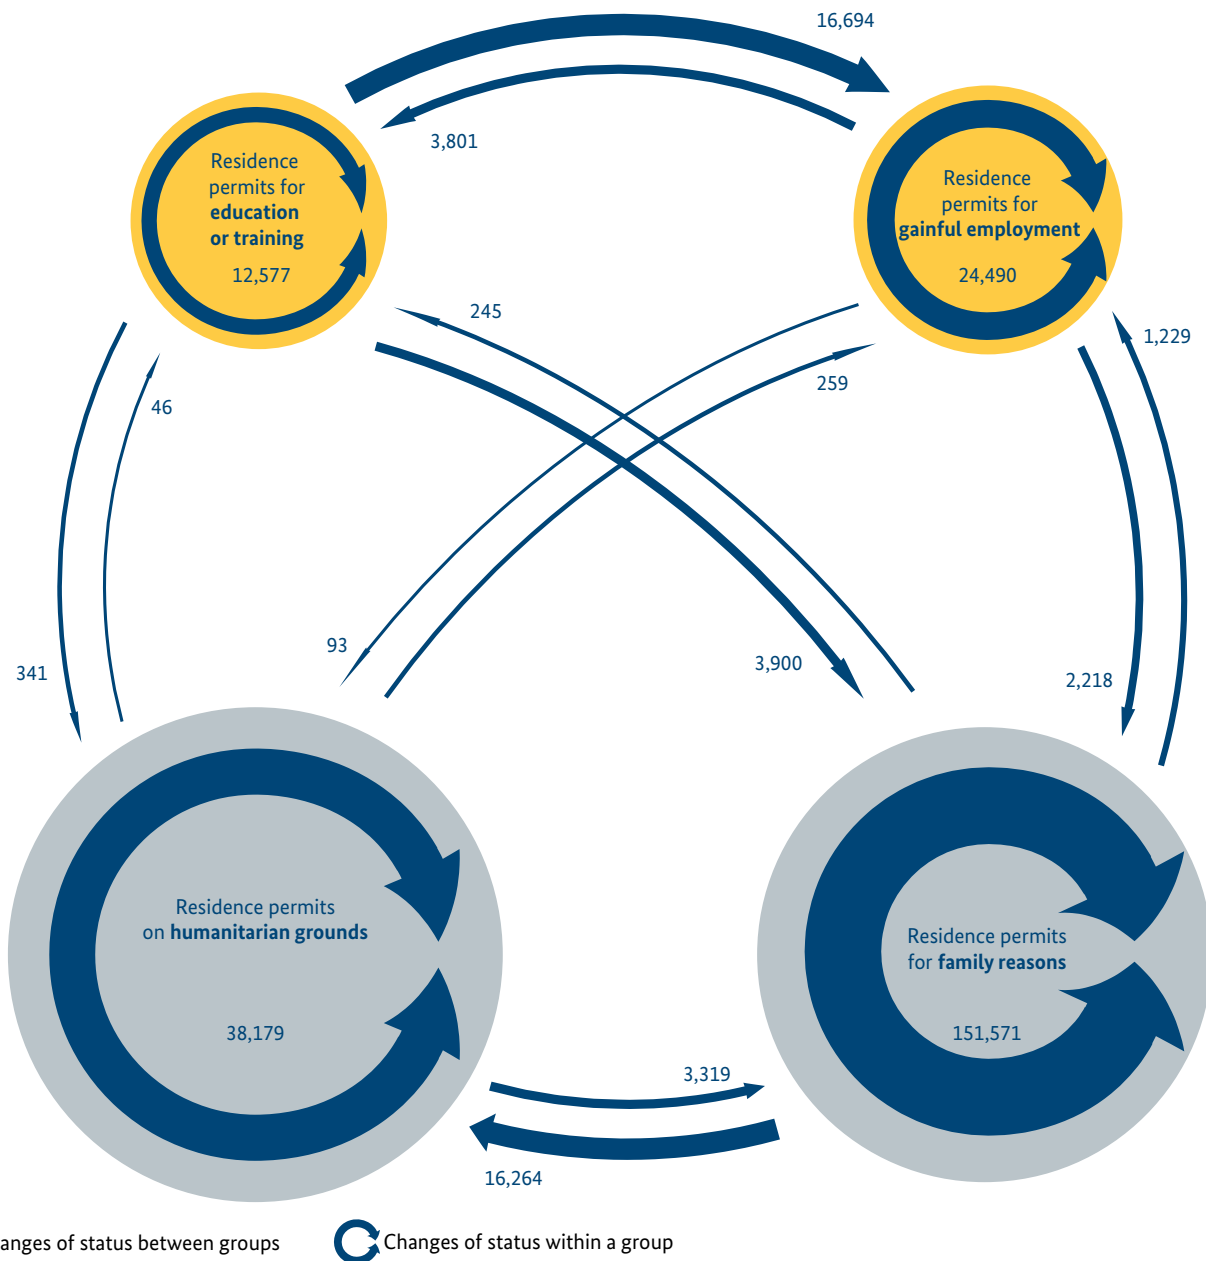 16,694
3,801
Residence
permits for
education
or training
12,577
Residence
permits for
gainful employment
24,490
245
259
1,229
46
341
93
3,900
2,218
Residence permits
on humanitarian grounds
38,179
Residence permits
for family reasons
151,571
3,319
16,264
anges of status between groups
Changes of status within a group